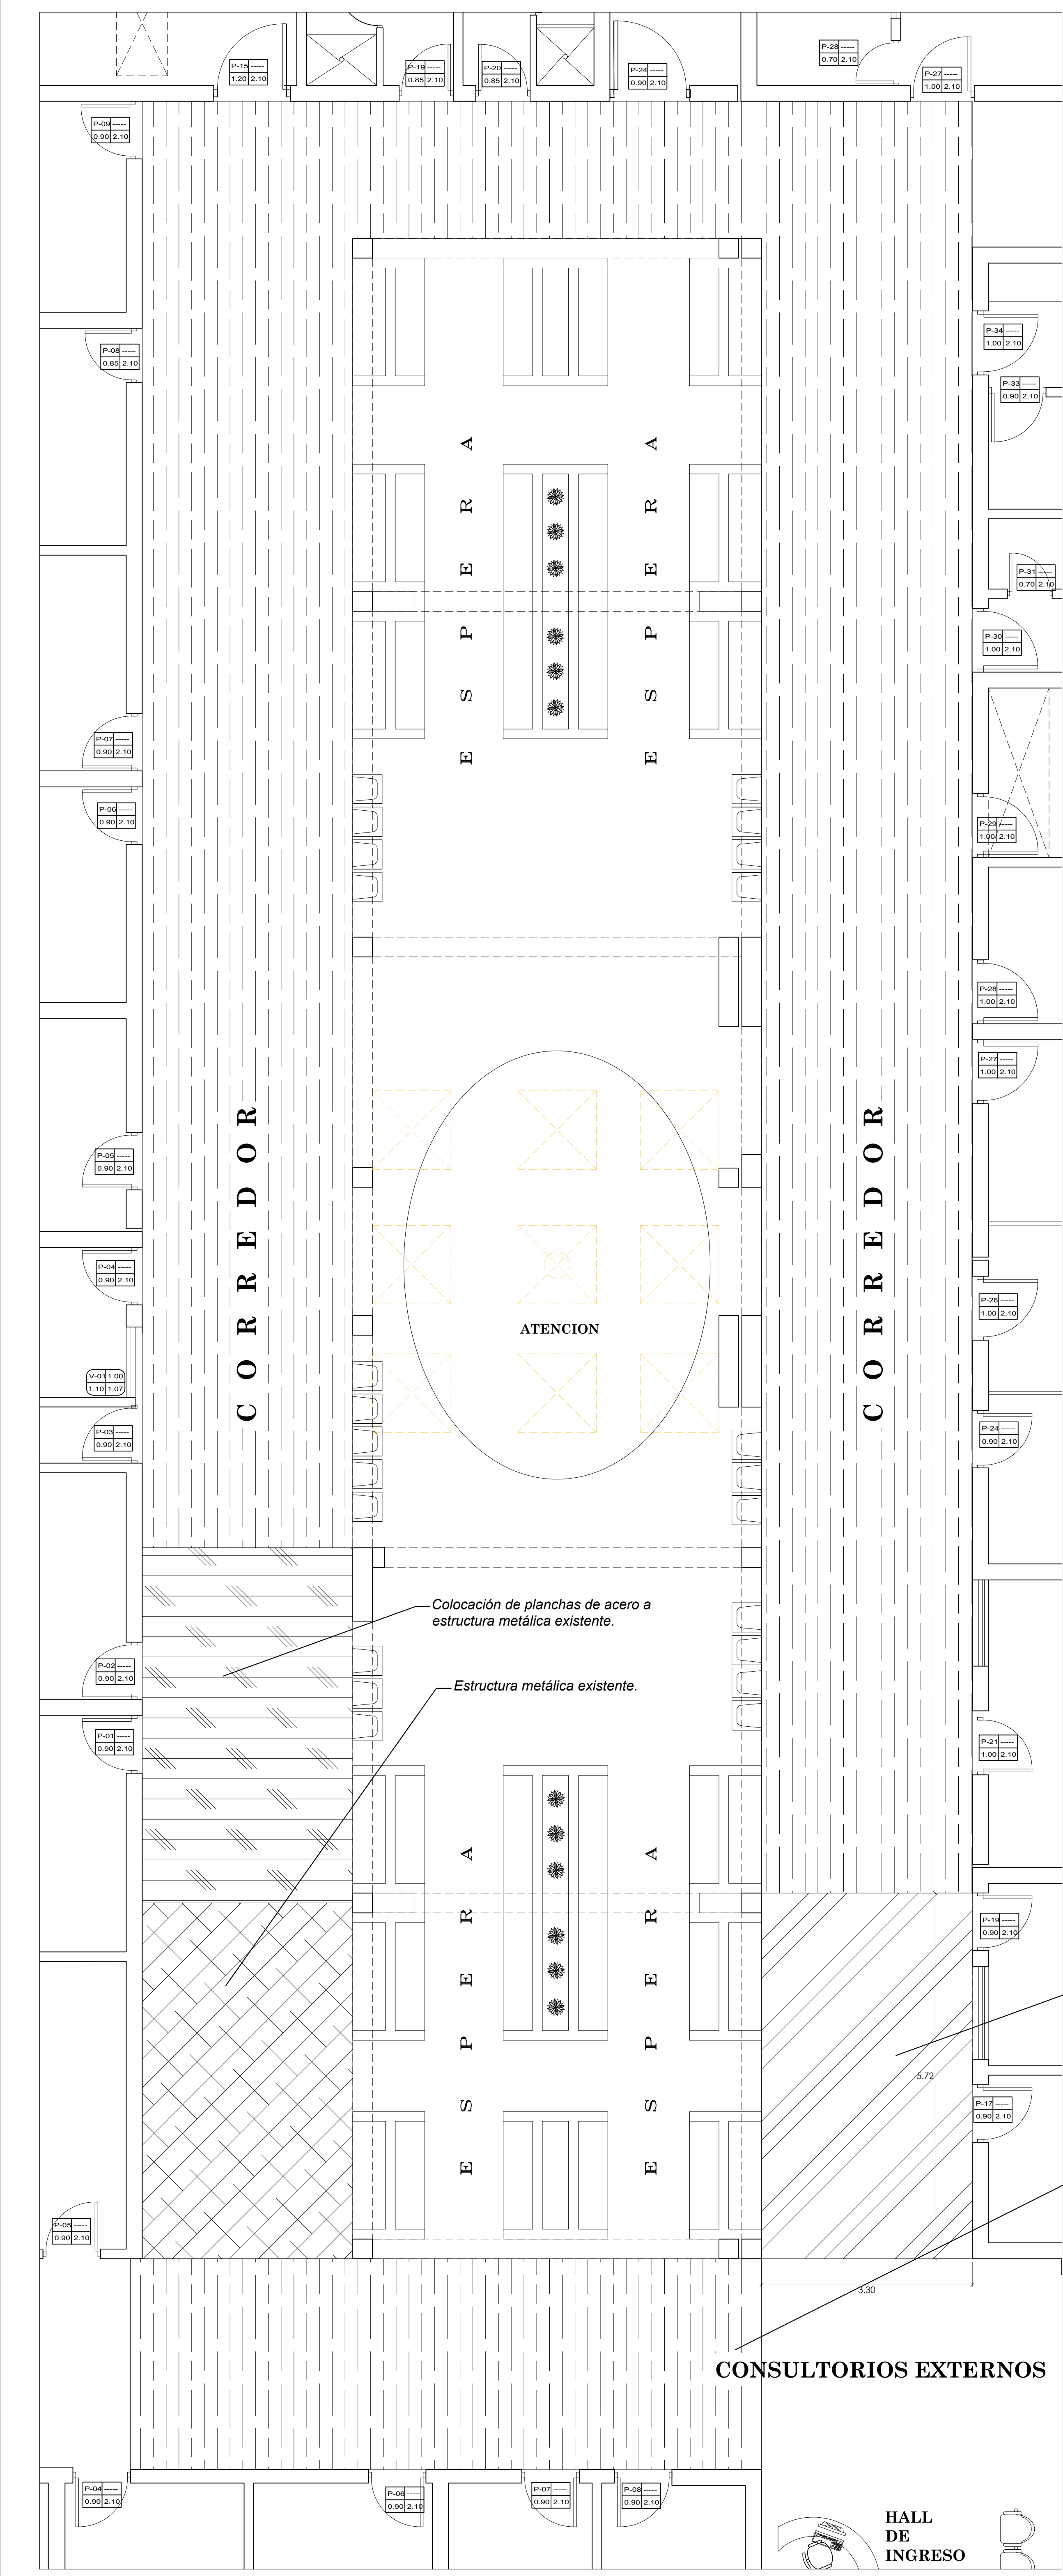 P-28 -----
0.70 2.10
P-15 -----
1.20 2.10
P-19 -----
0.85 2.10
P-20 -----
0.85 2.10
P-24 -----
0.90 2.10
P-27 -----
1.00 2.10
P-09 -----
0.90 2.10
P-34 -----
1.00 2.10
P-08 -----
0.85 2.10
P-33 -----
0.90 2.10
ESPERA
ESPERA
P-31 -----
0.70 2.10
P-30 -----
1.00 2.10
P-07 -----
0.90 2.10
P-06 -----
0.90 2.10
P-29 -----
1.00 2.10
P-28 -----
1.00 2.10
P-27 -----
1.00 2.10
P-05 -----
0.90 2.10
CORREDOR
CORREDOR
P-04 -----
0.90 2.10
P-26 -----
1.00 2.10
ATENCION
V-01 1.00
1.10 1.07
P-03 -----
0.90 2.10
P-24 -----
0.90 2.10
Colocación de planchas de acero a
estructura metálica existente.
P-02 -----
0.90 2.10
Estructura metálica existente.
P-01 -----
0.90 2.10
P-21 -----
1.00 2.10
ESPERA
ESPERA
P-19 -----
0.90 2.10
5.72
P-17 -----
0.90 2.10
P-05 -----
0.90 2.10
3.30
CONSULTORIOS EXTERNOS
P-04 -----
0.90 2.10
P-06 -----
0.90 2.10
P-07 -----
0.90 2.10
P-08 -----
0.90 2.10
HALL
DE
INGRESO